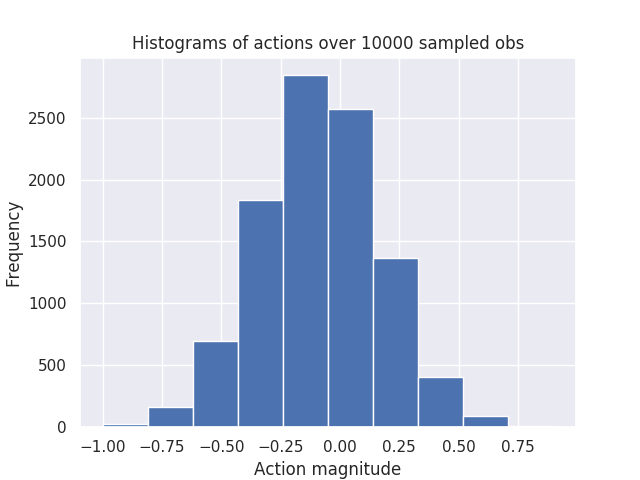 Histograms of actions over 10000 sampled obs
2500
2000
1500
1000
500
0
Frequency
−1.00 −0.75 −0.50 −0.25 0.00 0.25 0.50 0.75
Action magnitude